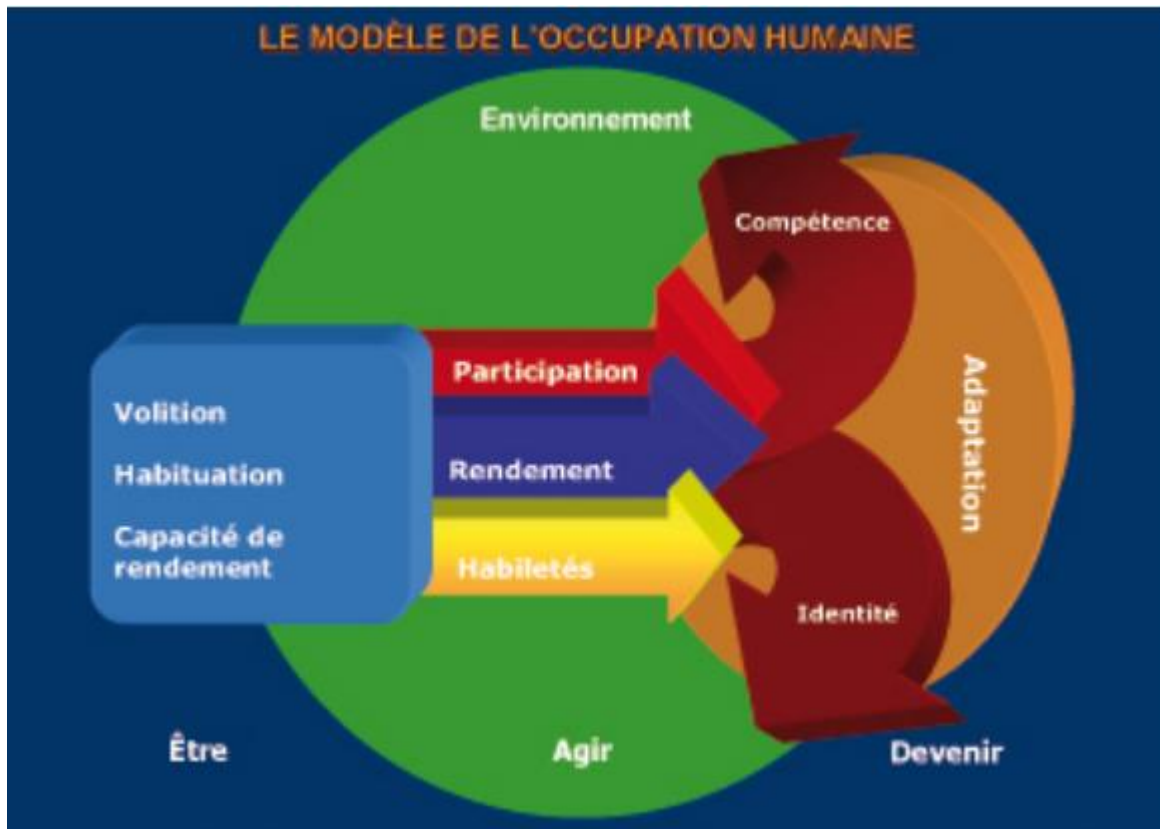 LE MODÈLE DE L'OCCUPATION HUMAINE
Environnement
Compétence
Participation
Volition
Adaptation
Habituation
Rendement
Capacité de
rendement
Habiletés
Identité
Être
Agir
Devenir